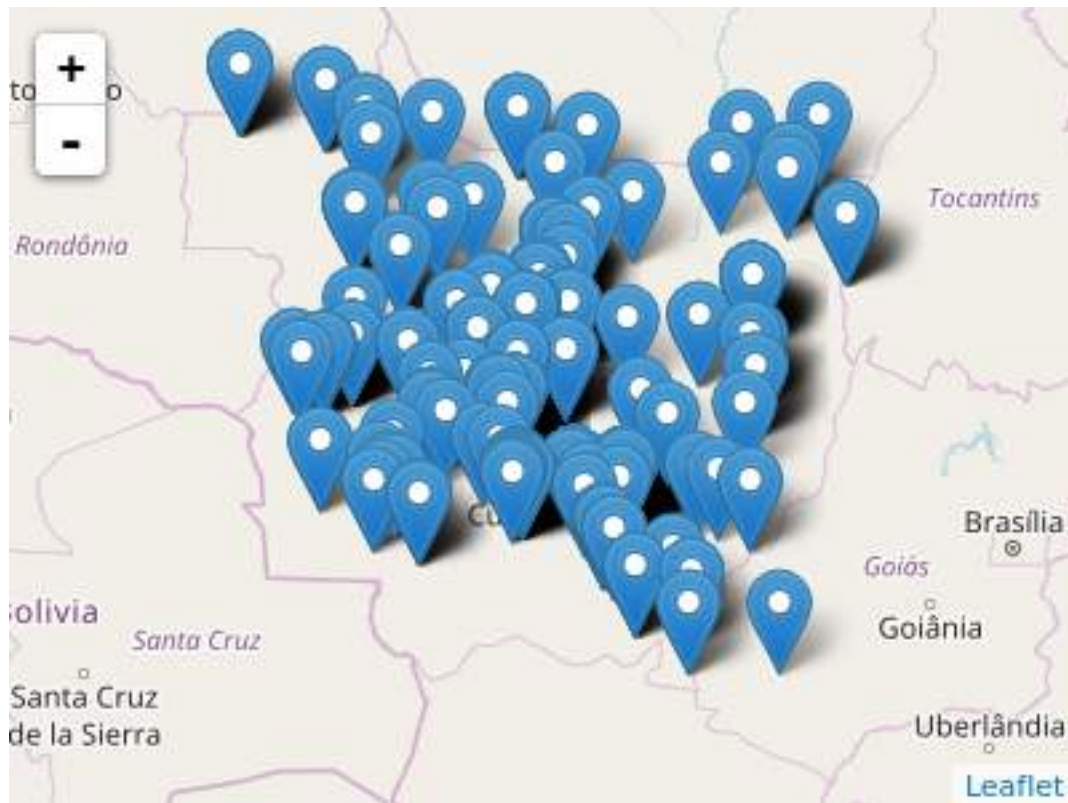 +
-
Tocantins
Rondônia
Brasília
Goiás
Goiânia
Santa Cruz
Santa Cruz
de la Sierra
Uberlândia
Leaflet